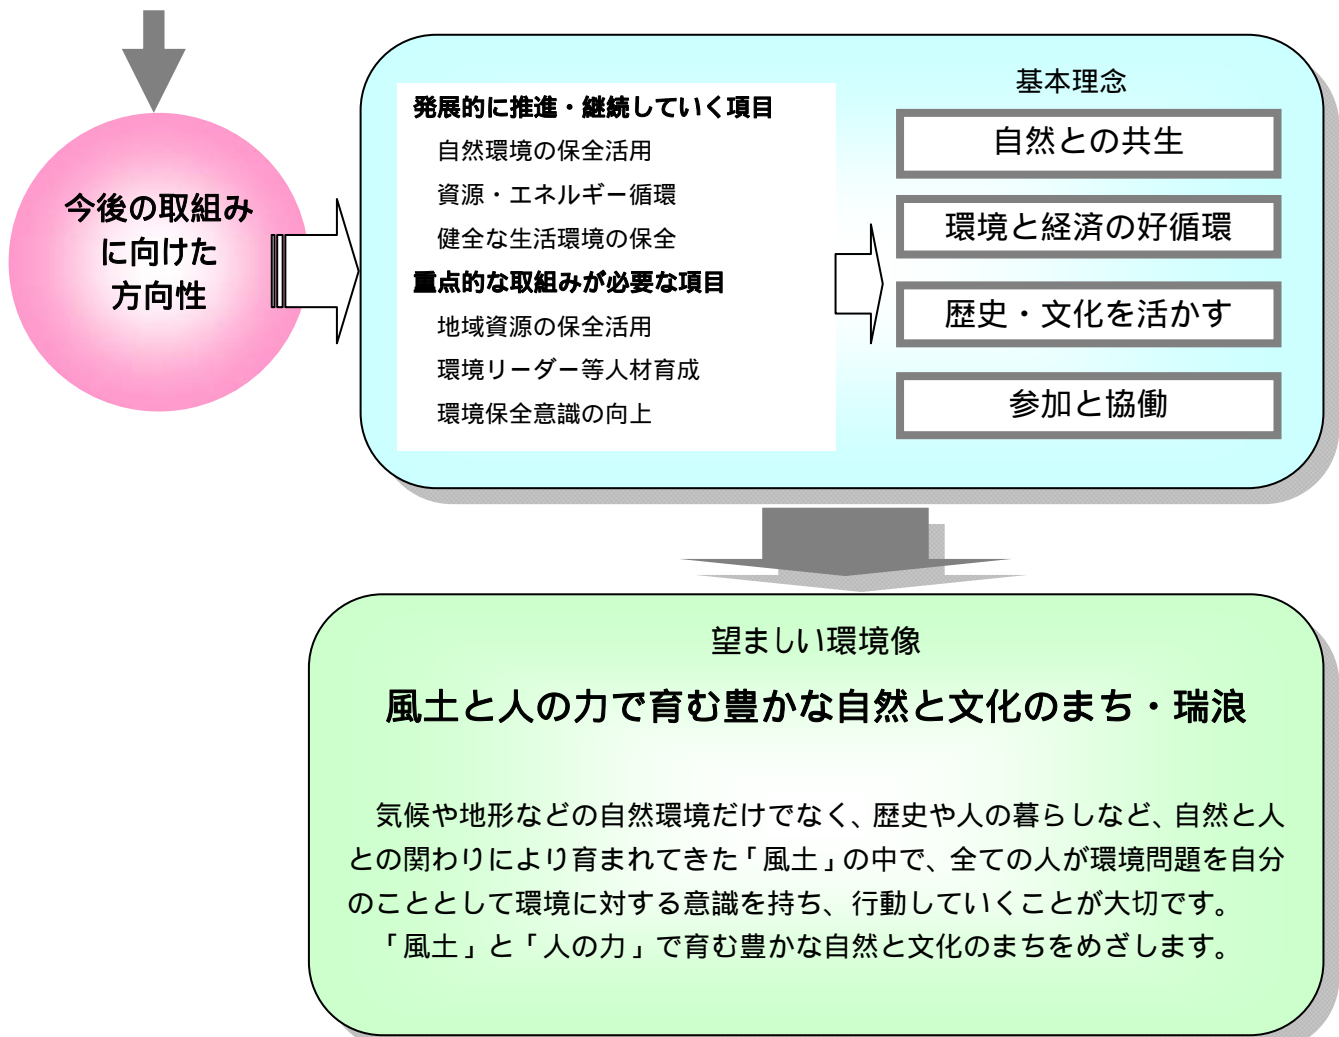 今後の取組み
に向けた
方向性
発展的に推進・継続していく項目
自然環境の保全活用
資源・エネルギー循環
健全な生活環境の保全
重点的な取組みが必要な項目
地域資源の保全活用
環境リーダー等人材育成
環境保全意識の向上
基本理念
自然との共生
環境と経済の好循環
歴史・文化を活かす
参加と協働
望ましい環境像
風土と人の力で育む豊かな自然と文化のまち・瑞浪
気候や地形などの自然環境だけでなく、歴史や人の暮らしなど、自然と人
との関わりにより育まれてきた「風土」の中で、全ての人が環境問題を自分
のこととして環境に対する意識を持ち、行動していくことが大切です。
「風土」と「人の力」で育む豊かな自然と文化のまちをめざします。